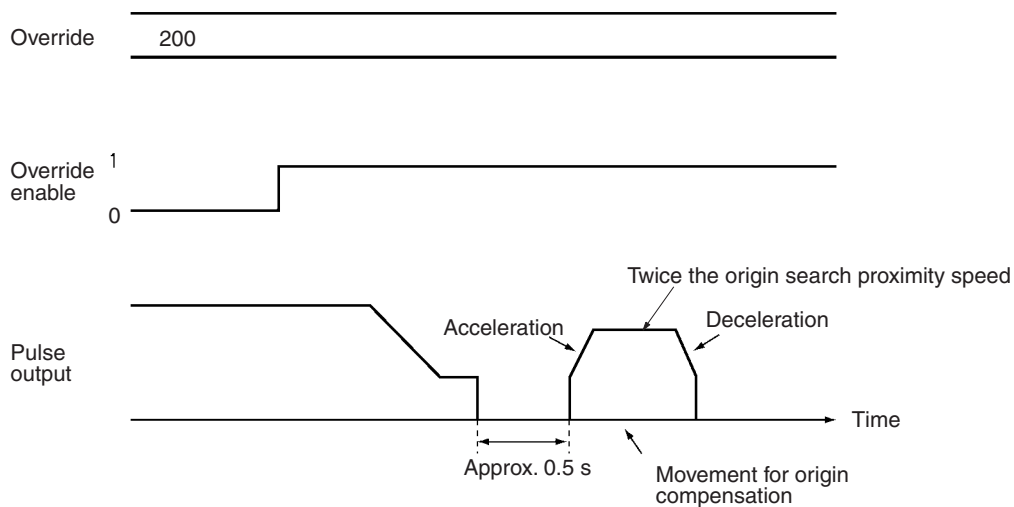 Override
200
Override
enable
1
0
Twice the origin search proximity speed
Acceleration
Deceleration
Pulse
output
Time
Approx. 0.5 s
Movement for origin
compensation